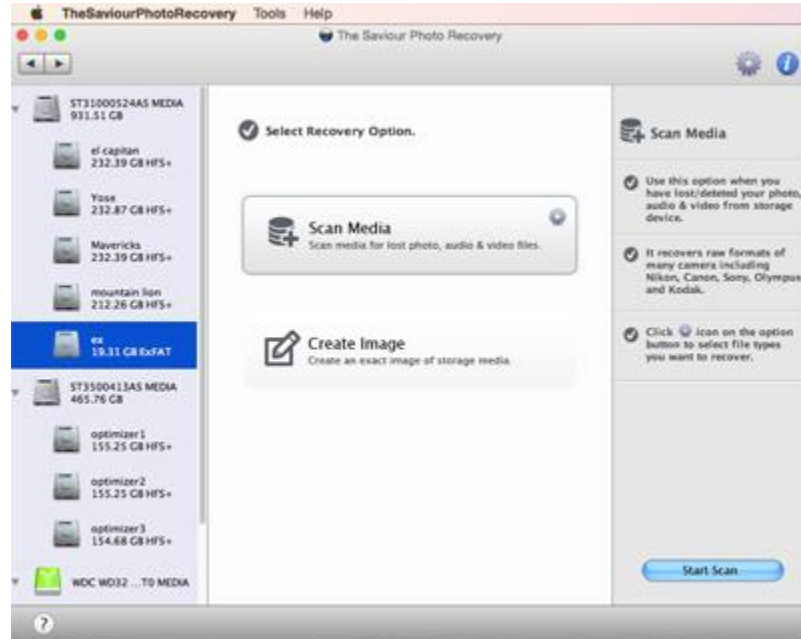 TheSaviourPhotoRecovery Tools Help
The Saviour Photo Recovery
ST31000524AS MEDIA
931.51 GB
el capitan
232.39 GB HFS+
Yose
232.87 GB HFS+
Mavericks
232.39 GB HFS+
mountain lion
212.26 GB HFS+
ex
19.31 GB ExFAT
ST3500413AS MEDIA
465.76 GB
optimizer1
155.25 GB HFS+
optimizer2
155.25 GB HFS+
optimizer3
154.68 GB HFS+
WDC WD32 ...T0 MEDIA
Select Recovery Option.
Scan Media
Scan media for lost photo, audio & video files.
Create Image
Create an exact image of storage media.
Scan Media
Use this option when you
have lost/deleted your photo,
audio & video from storage
device.
It recovers raw formats of
many camera including
Nikon, Canon, Sony, Olympus
and Kodak.
Click icon on the option
button to select file types
you want to recover.
Start Scan
?